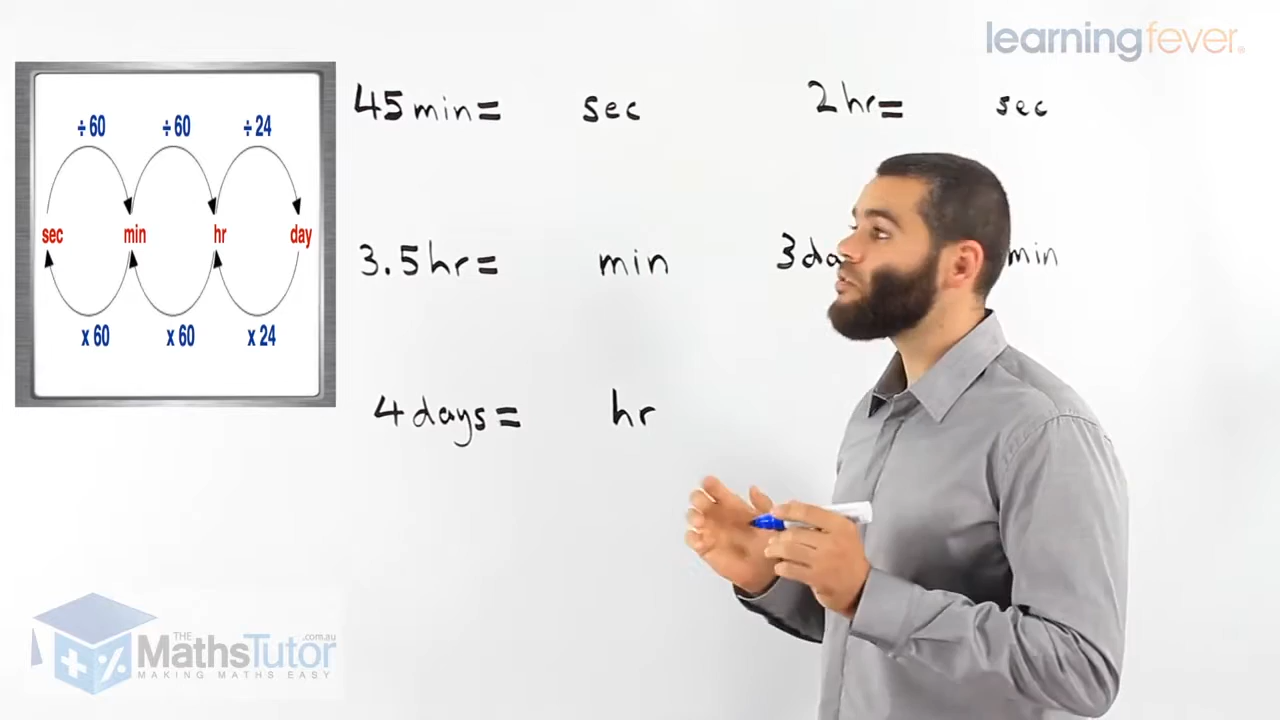 learningfever.
÷ 60 ÷ 60 ÷ 24
sec min hr day
x 60 x 60 x 24
45 min = sec
2 hr = sec
3.5 hr = min
min
4 days = hr
THE
MathsTutor .com.au
MAKING MATHS EASY